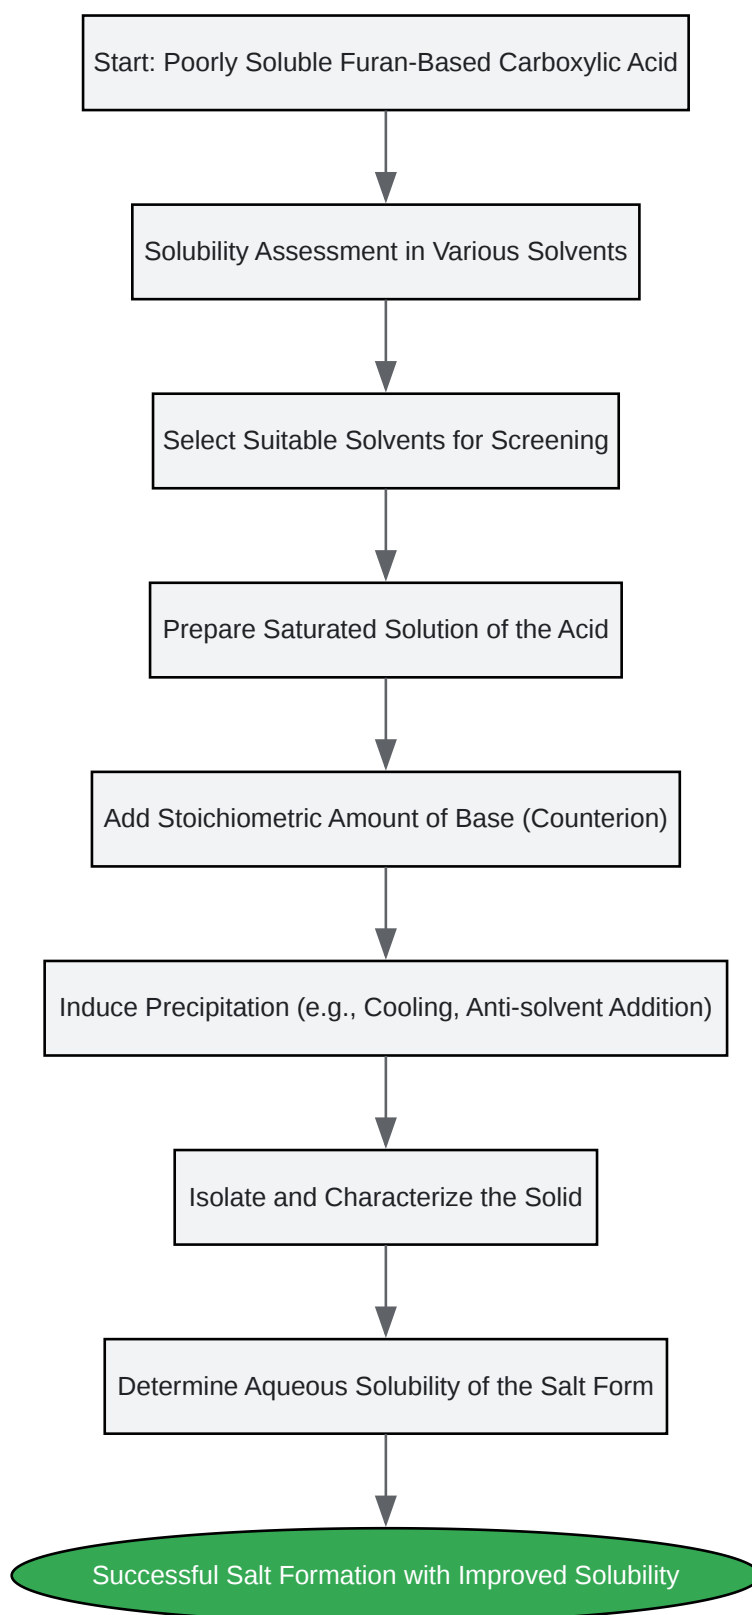 Start: Poorly Soluble Furan-Based Carboxylic Acid
Solubility Assessment in Various Solvents
Select Suitable Solvents for Screening
Prepare Saturated Solution of the Acid
Add Stoichiometric Amount of Base (Counterion)
Induce Precipitation (e.g., Cooling, Anti-solvent Addition)
Isolate and Characterize the Solid
Determine Aqueous Solubility of the Salt Form
Successful Salt Formation with Improved Solubility